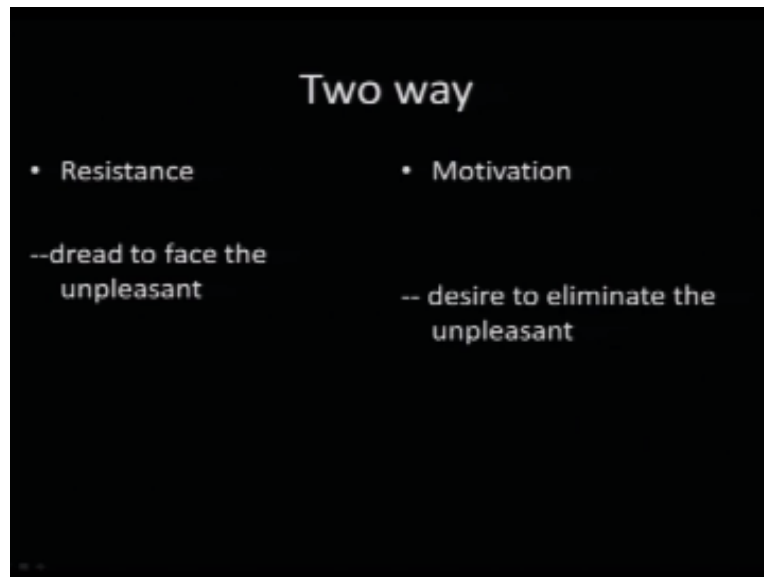 Two way
• Resistance
--dread to face the
unpleasant
• Motivation
-- desire to eliminate the
unpleasant